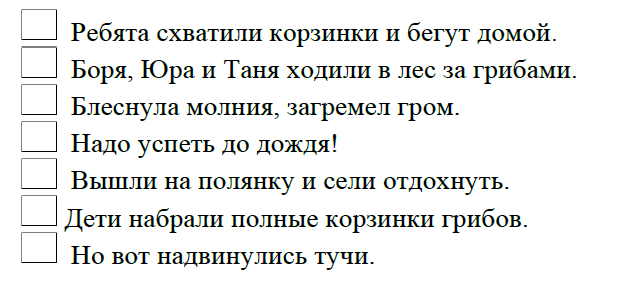 Ребята схватили корзинки и бегут домой.
Боря, Юра и Таня ходили в лес за грибами.
Блеснула молния, загремел гром.
Надо успеть до дождя!
Вышли на полянку и сели отдохнуть.
Дети набрали полные корзинки грибов.
Но вот надвинулись тучи.